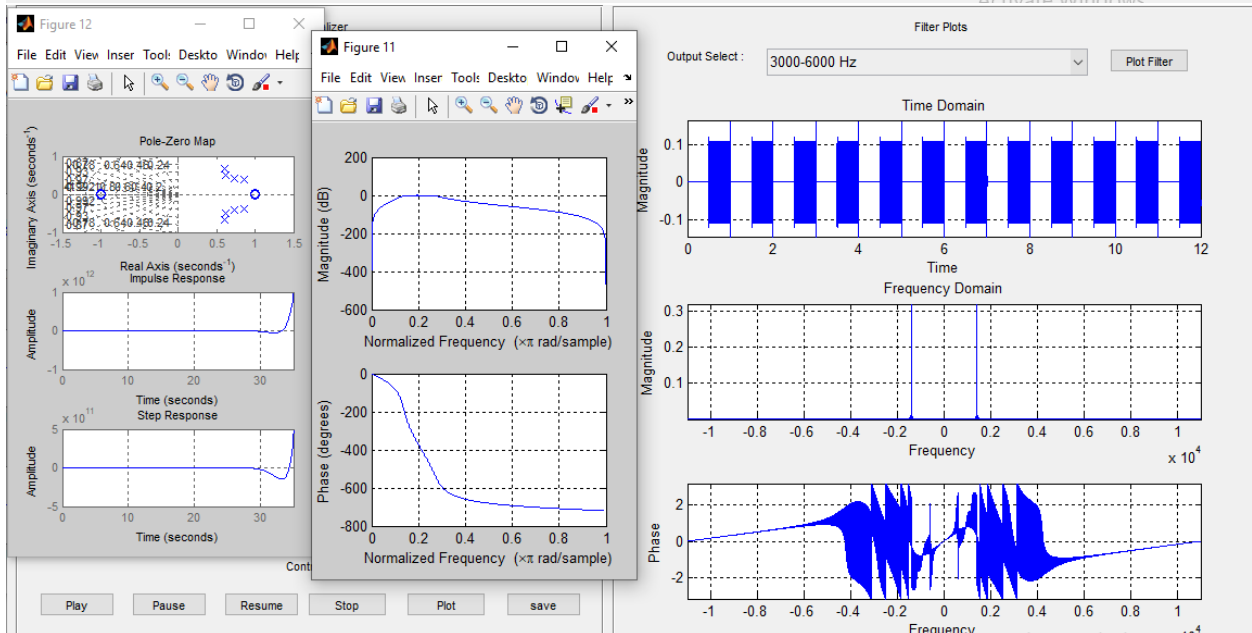 Activate Windows
Figure 12
alizer
File Edit View Inser Tools Deskto Window Help
Pole-Zero Map
Imaginary Axis (seconds⁻¹)
1
0
-1
-1.5 -1 -0.5 0 0.5 1 1.5
Real Axis (seconds⁻¹)
Impulse Response
x 10¹²
Amplitude
1
0
-1
0 10 20 30
Time (seconds)
Step Response
x 10¹¹
Amplitude
5
0
-5
0 10 20 30
Time (seconds)
Cont
Play Pause Resume Stop Plot save
Figure 11
File Edit View Inser Tools Deskto Window Help
Magnitude (dB)
200
0
-200
-400
-600
0 0.2 0.4 0.6 0.8 1
Normalized Frequency (×π rad/sample)
Phase (degrees)
0
-200
-400
-600
-800
0 0.2 0.4 0.6 0.8 1
Normalized Frequency (×π rad/sample)
Filter Plots
Output Select :
3000-6000 Hz
Plot Filter
Time Domain
Magnitude
0.1
0
-0.1
0 2 4 6 8 10 12
Time
Frequency Domain
Magnitude
0.3
0.2
0.1
-1 -0.8 -0.6 -0.4 -0.2 0 0.2 0.4 0.6 0.8 1
Frequency
x 10⁴
Phase
2
0
-2
-1 -0.8 -0.6 -0.4 -0.2 0 0.2 0.4 0.6 0.8 1
Frequency